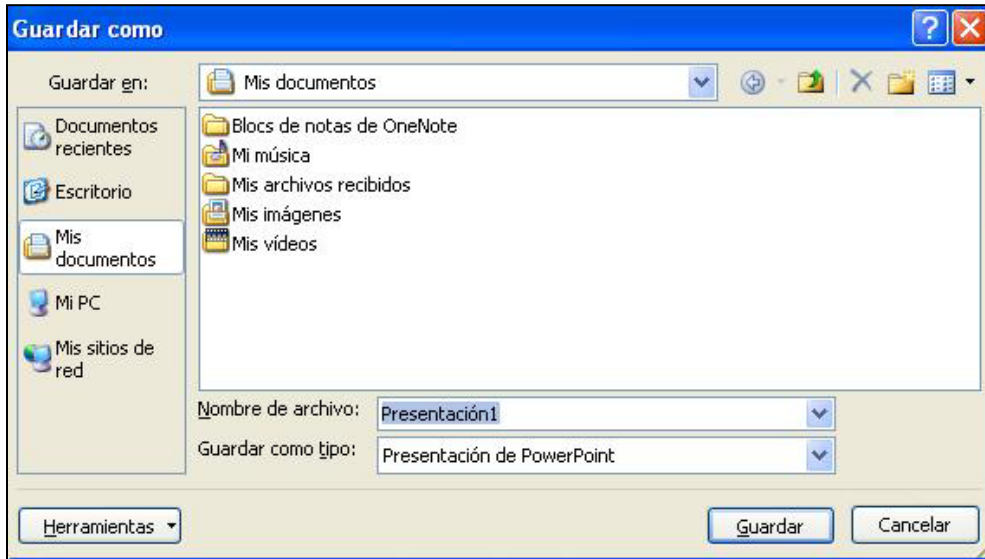 Guardar como
Guardar en:
Mis documentos
Documentos
recientes
Escritorio
Mis
documentos
Mi PC
Mis sitios de
red
Blocs de notas de OneNote
Mi música
Mis archivos recibidos
Mis imágenes
Mis vídeos
Nombre de archivo:
Presentación1
Guardar como tipo:
Presentación de PowerPoint
Herramientas
Guardar
Cancelar